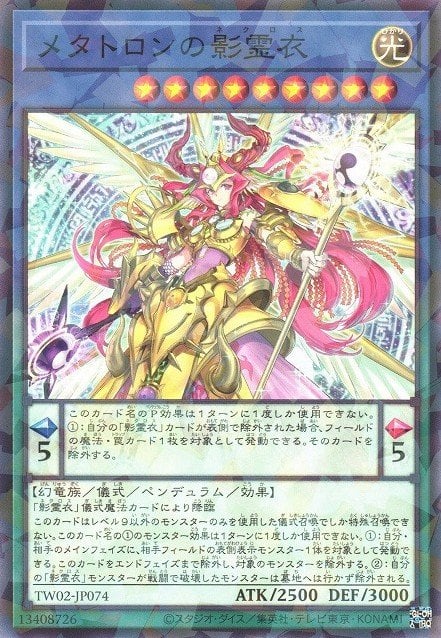 メタトロンの影霊衣
ネクロス
光
ひかり
このカード名のP効果は1ターンに1度しか使用できない。
①:自分の「影霊衣」カードが表側で除外された場合、フィールド
の魔法・罠カード1枚を対象として発動できる。そのカード
を除外する。
5
5
【幻竜族/儀式/ペンデュラム/効果】
「影霊衣」儀式魔法カードにより降臨
このカードはレベル9以外のモンスターのみを使用した儀式召喚でしか特殊召喚でき
ない。このカード名の①のモンスター効果は1ターンに1度しか使用できない。①:自分・
相手のメインフェイズに、相手フィールドの表側表示モンスター1体を対象として発動でき
る。このカードをエンドフェイズまで除外し、対象のモンスターを除外する。②:自分
の「影霊衣」モンスターが戦闘で破壊したモンスターは墓地へは行かず除外される。
TW02-JP074
ATK/2500
DEF/3000
13408726
©スタジオ・ダイス/集英社・テレビ東京・KONAMI